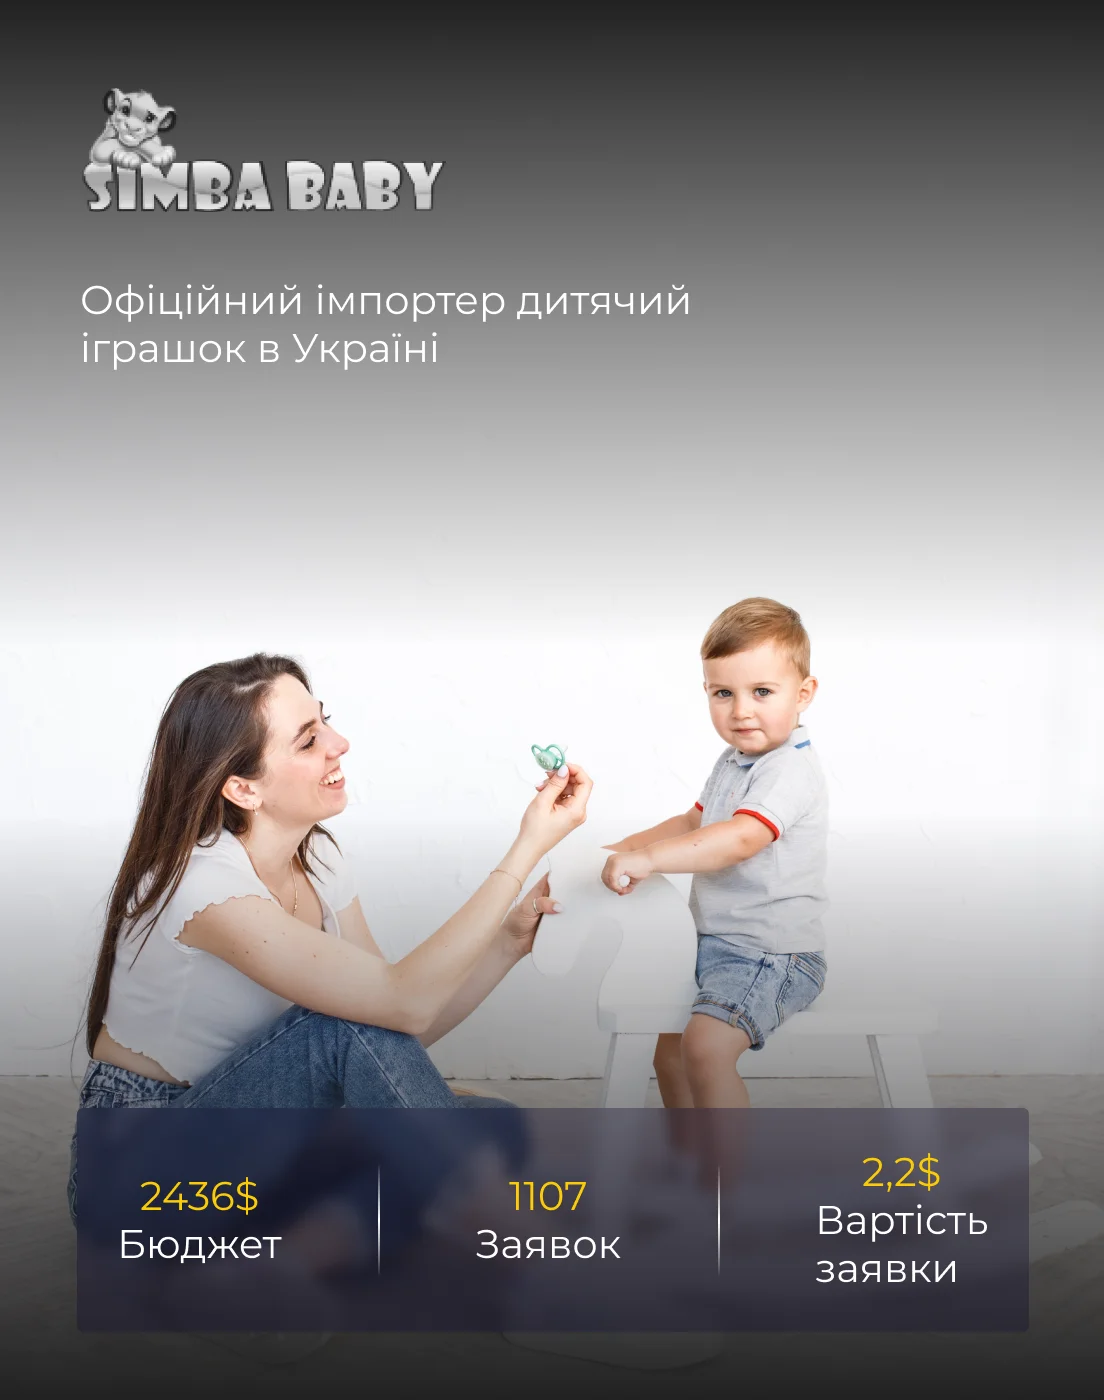 SIMBA BABY
Офіційний імпортер дитячий
іграшок в Україні
2436$
Бюджет
1107
Заявок
2,2$
Вартість
заявки